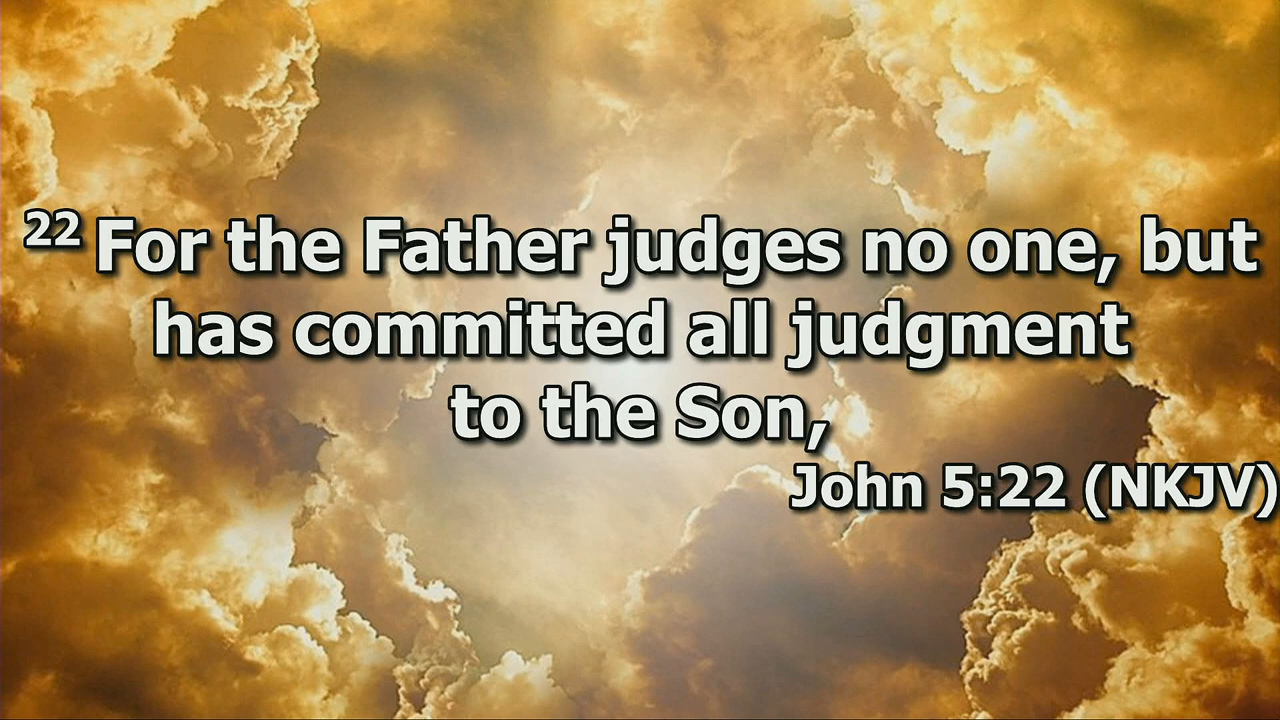 22 For the Father judges no one, but
has committed all judgment
to the Son,
John 5:22 (NKJV)